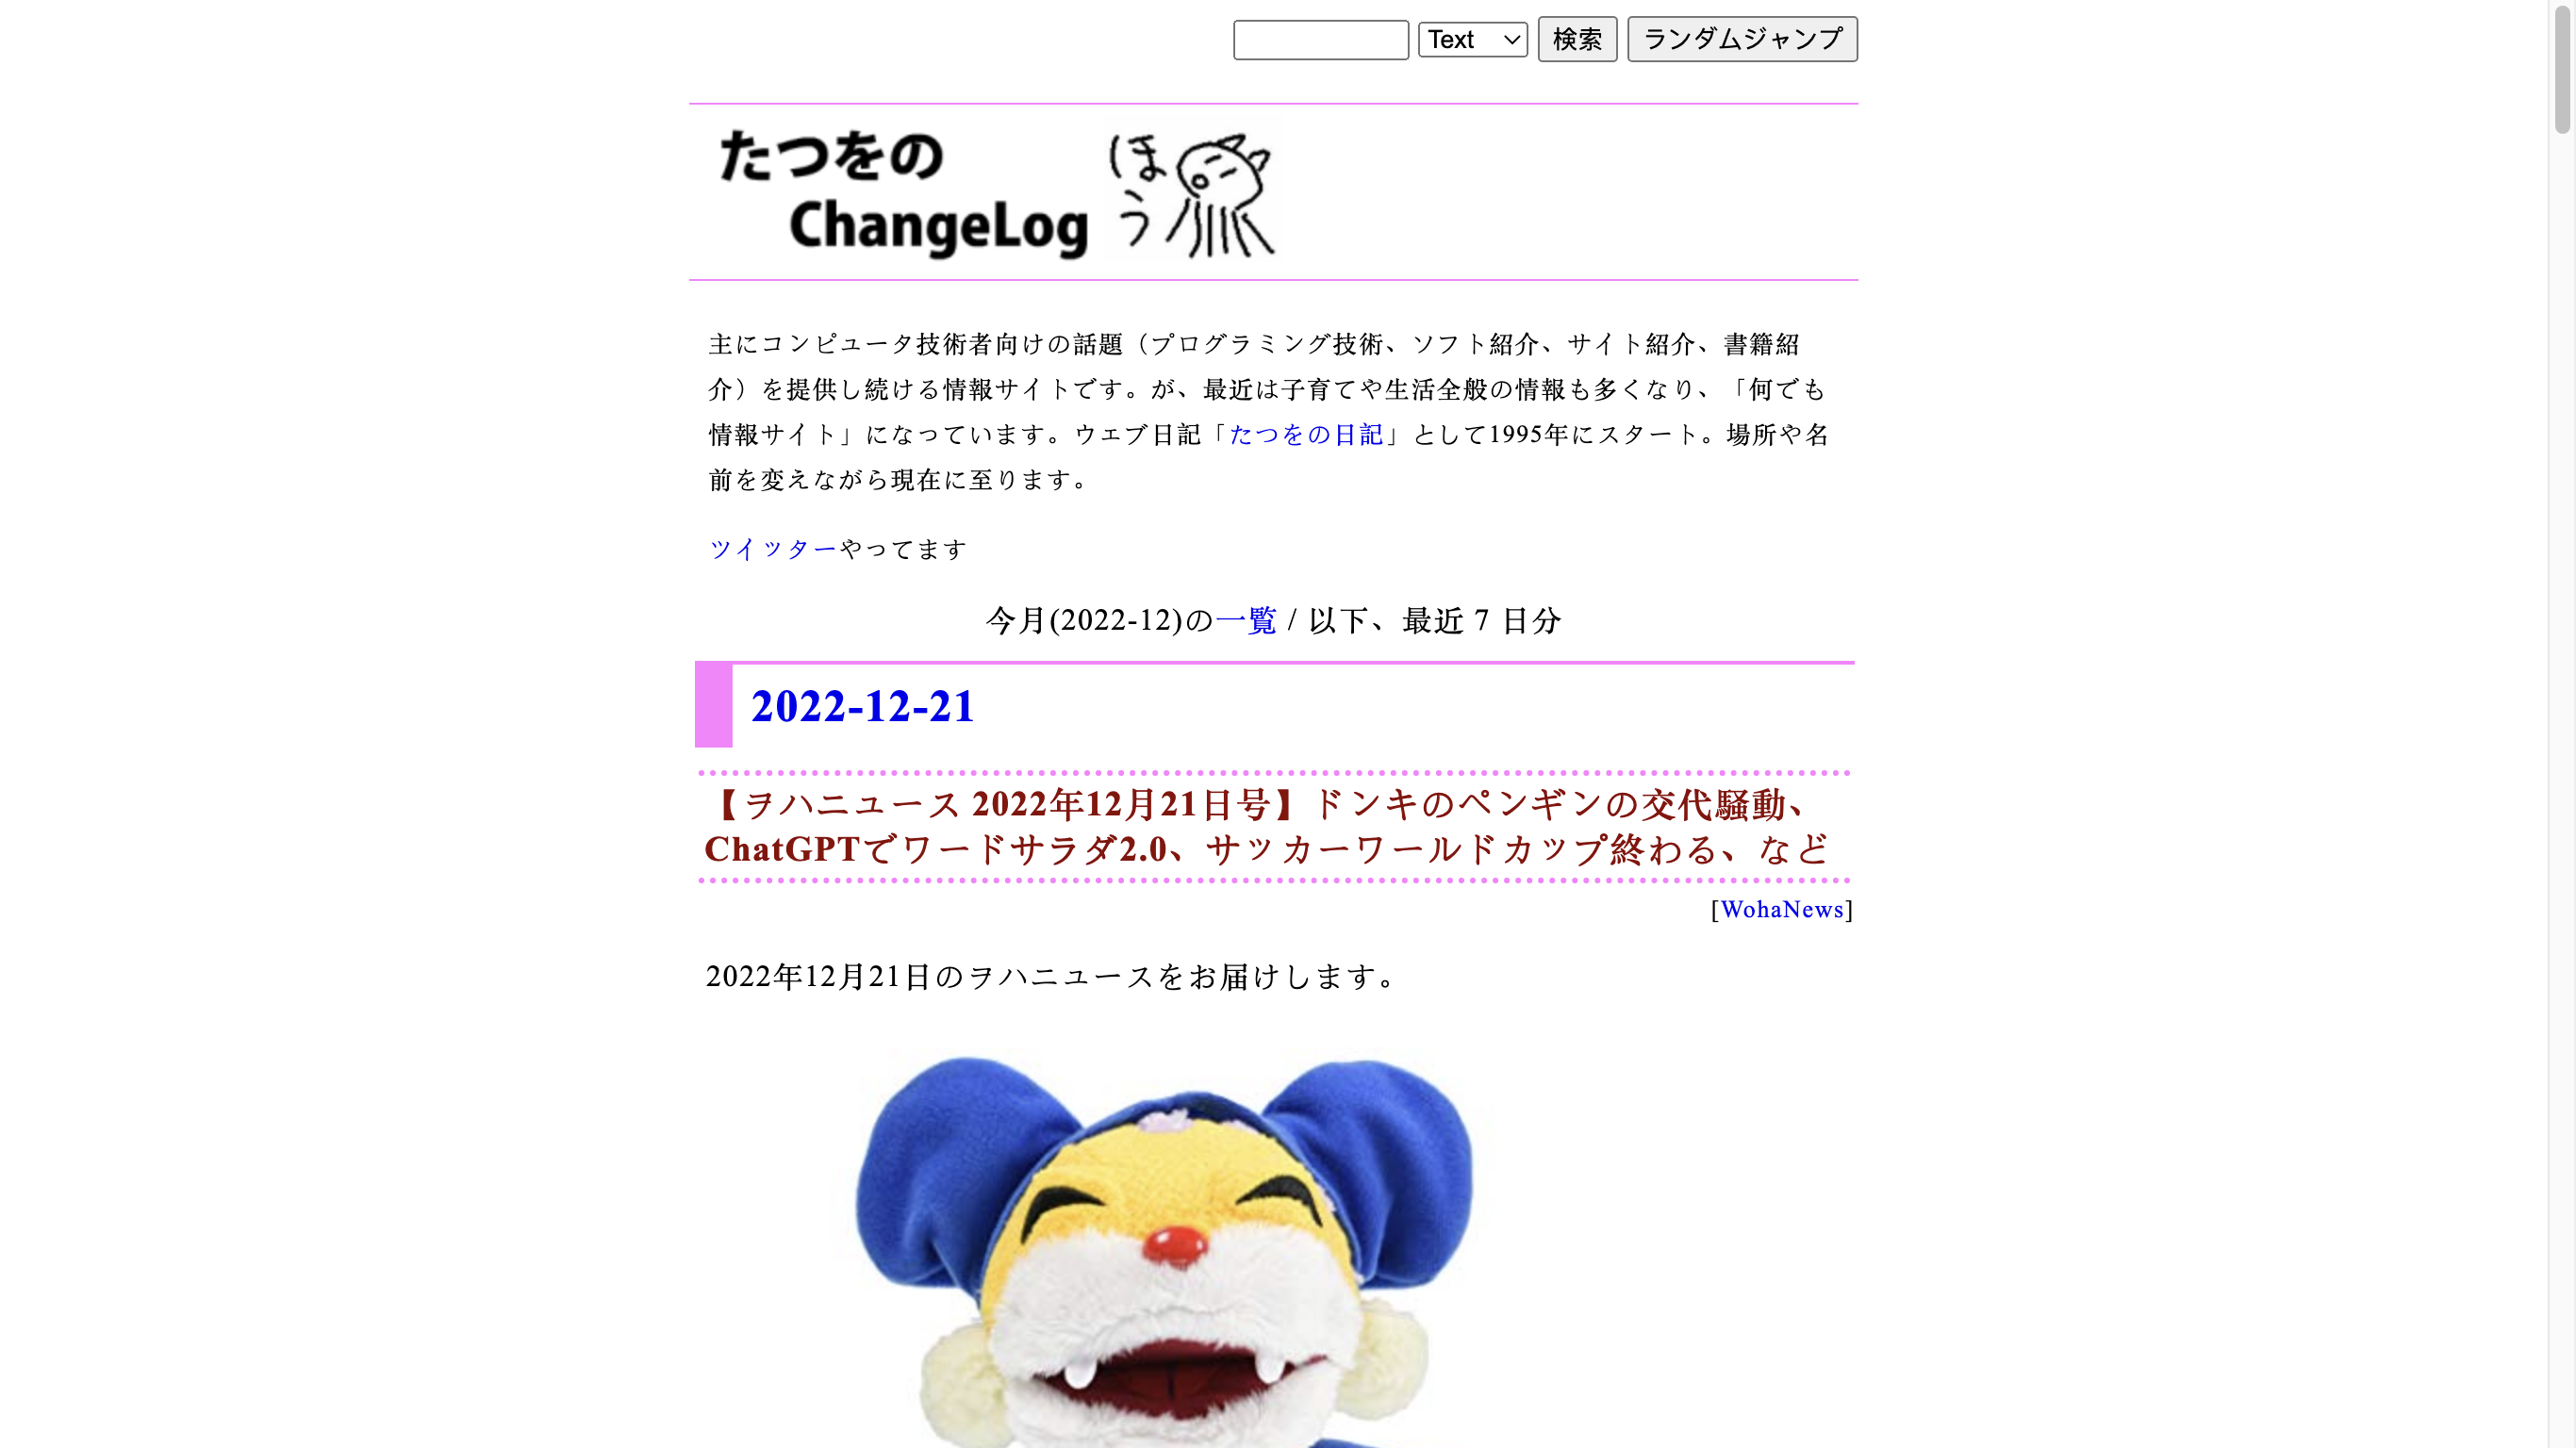 Text 検索 ランダムジャンプ
たつをの
ChangeLog
ほう
主にコンピュータ技術者向けの話題（プログラミング技術、ソフト紹介、サイト紹介、書籍紹
介）を提供し続ける情報サイトです。が、最近は子育てや生活全般の情報も多くなり、「何でも
情報サイト」になっています。ウェブ日記「たつをの日記」として1995年にスタート。場所や名
前を変えながら現在に至ります。
ツイッターやってます
今月(2022-12)の一覧 / 以下、最近 7 日分
2022-12-21
【ヲハニュース 2022年12月21日号】ドンキのペンギンの交代騒動、
ChatGPTでワードサラダ2.0、サッカーワールドカップ終わる、など
[WohaNews]
2022年12月21日のヲハニュースをお届けします。